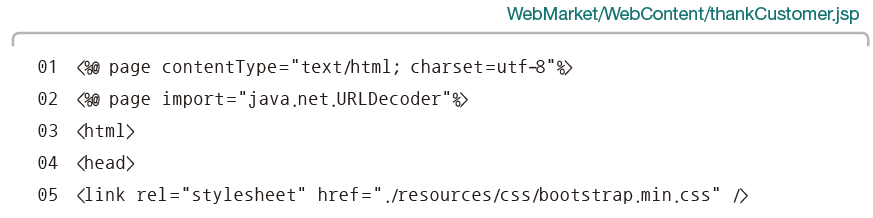 WebMarket/WebContent/thankCustomer.jsp
01 <%@ page contentType="text/html; charset=utf-8"%>
02 <%@ page import="java.net.URLDecoder"%>
03 <html>
04 <head>
05 <link rel="stylesheet" href="./resources/css/bootstrap.min.css" />